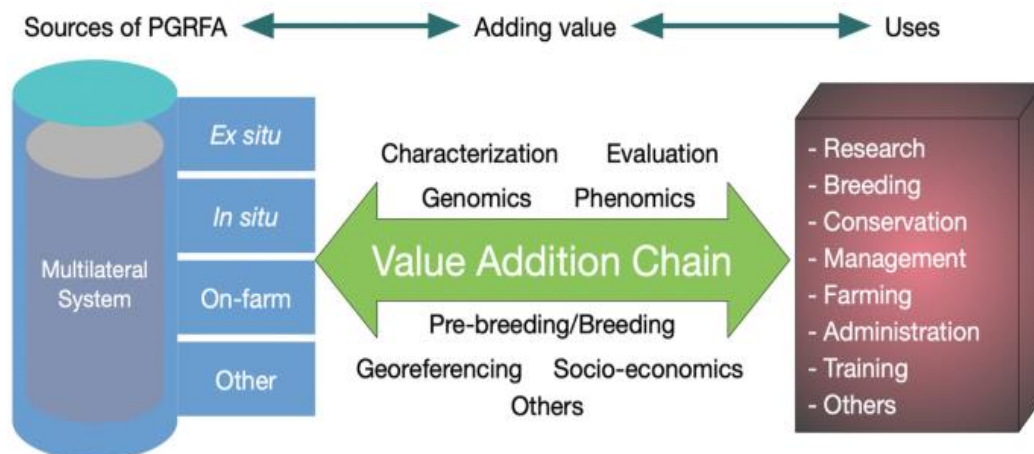 Sources of PGRFA
Adding value
Uses
Multilateral
System
Ex situ
In situ
On-farm
Other
Characterization
Evaluation
Genomics
Phenomics
Value Addition Chain
Pre-breeding/Breeding
Georeferencing
Socio-economics
Others
- Research
- Breeding
- Conservation
- Management
- Farming
- Administration
- Training
- Others